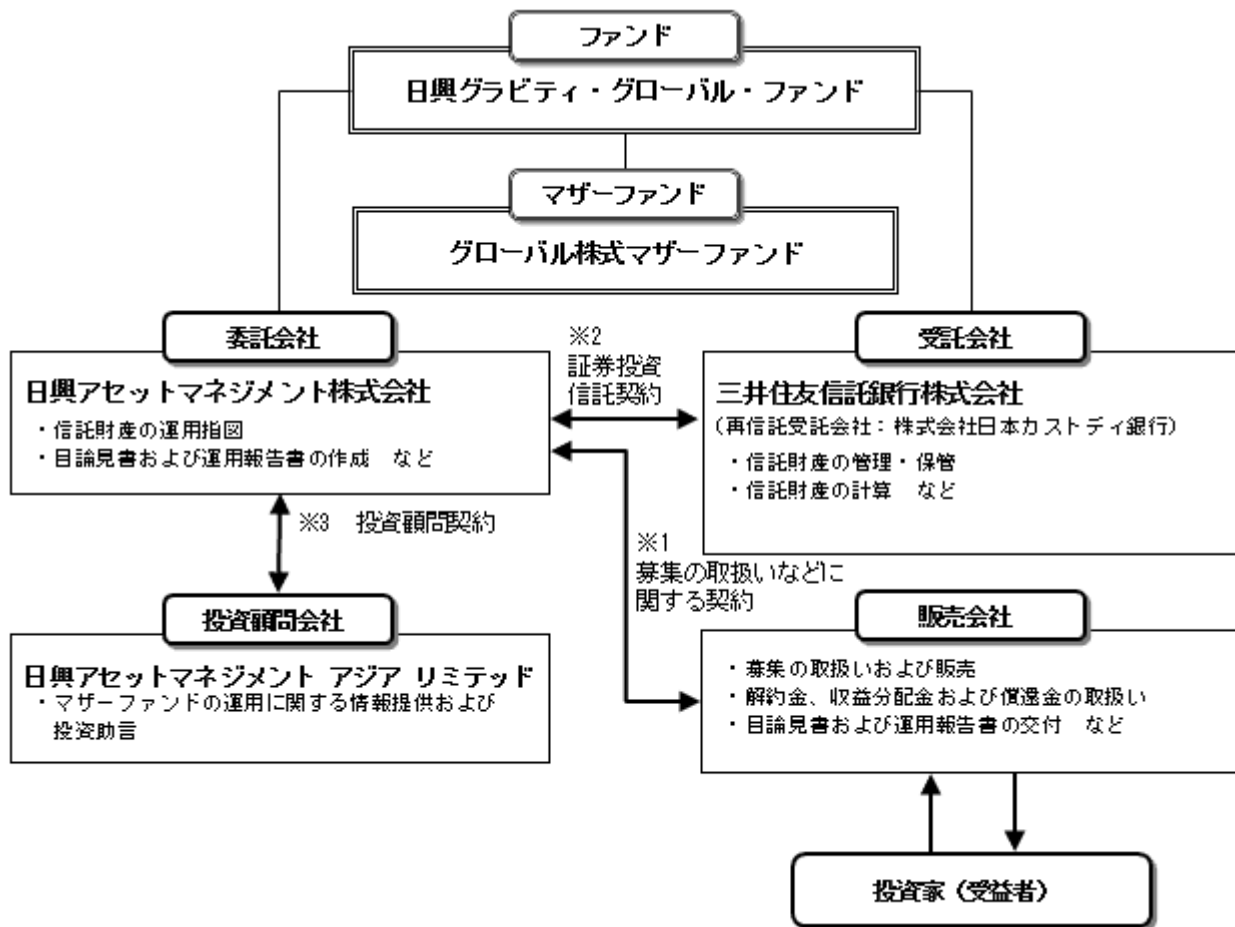 ファンド
日興グラビティ・グローバル・ファンド
マザーファンド
グローバル株式マザーファンド
委託会社
日興アセットマネジメント株式会社
・信託財産の運用指図
・目論見書および運用報告書の作成 など
※2
証券投資
信託契約
受託会社
三井住友信託銀行株式会社
(再信託受託会社:株式会社日本カストディ銀行)
・信託財産の管理・保管
・信託財産の計算 など
※3 投資顧問契約
※1
募集の取扱いなどに
関する契約
投資顧問会社
日興アセットマネジメント アジア リミテッド
・マザーファンドの運用に関する情報提供および
投資助言
販売会社
・募集の取扱いおよび販売
・解約金、収益分配金および償還金の取扱い
・目論見書および運用報告書の交付 など
投資家(受益者)